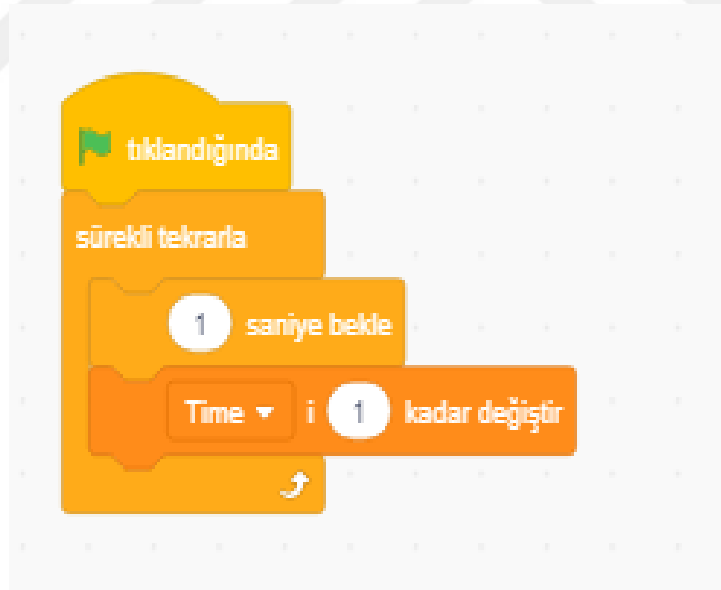 tıklandığında
sürekli tekrarla
1 saniye bekle
Time i 1 kadar değiştir